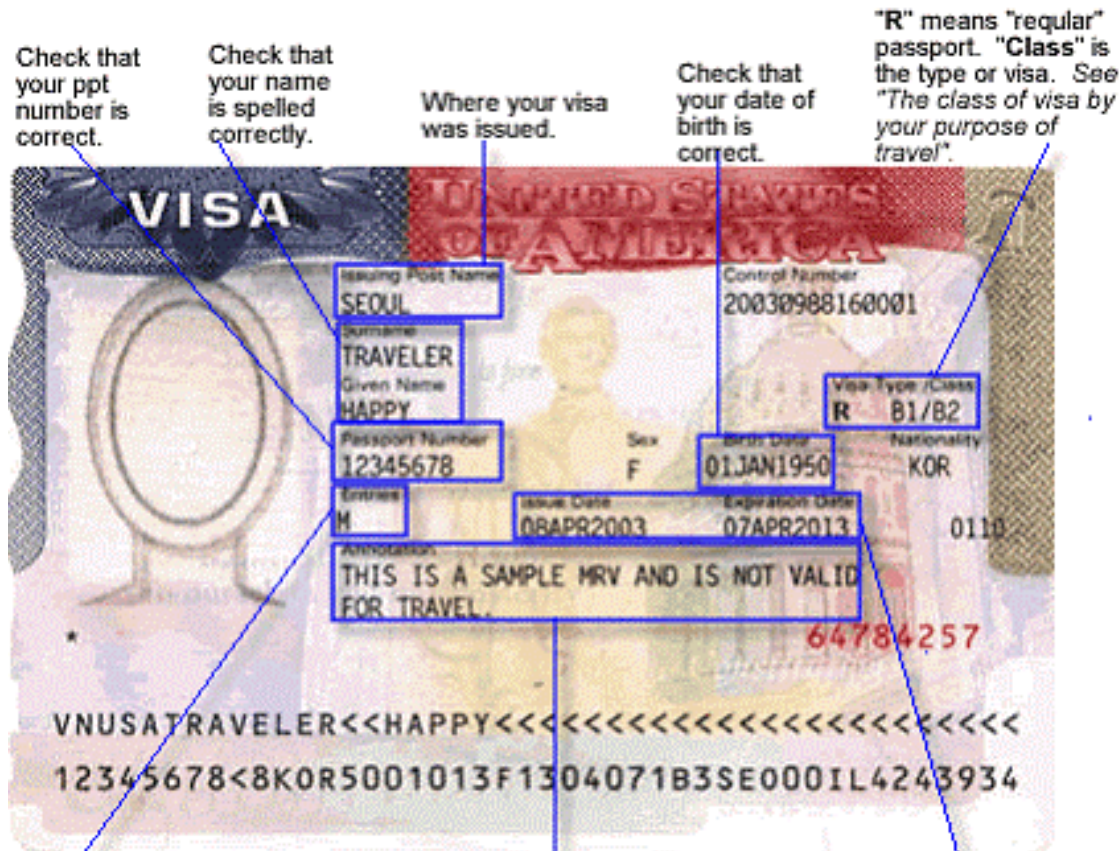 Check that
your ppt
number is
correct.
Check that
your name
is spelled
correctly.
Where your visa
was issued.
Check that
your date of
birth is
correct.
"R" means "reqular"
passport. "Class" is
the type or visa. See
"The class of visa by
your purpose of
travel".
VISA
UNITED STATES
OF AMERICA
Issuing Post Name
SEOUL
Control Number
20030988160001
Surname
TRAVELER
Given Name
HAPPY
Visa Type /Class
R B1/B2
Passport Number
12345678
Sex
F
Birth Date
01JAN1950
Nationality
KOR
Entries
M
Issue Date
08APR2003
Expiration Date
07APR2013
0110
Annotation
THIS IS A SAMPLE MRV AND IS NOT VALID
FOR TRAVEL.
*
64784257
VNUSATRAVELER<<HAPPY<<<<<<<<<<<<<<<<<<<<<<<<
12345678<8KOR5001013F1304071B3SE000IL4243934